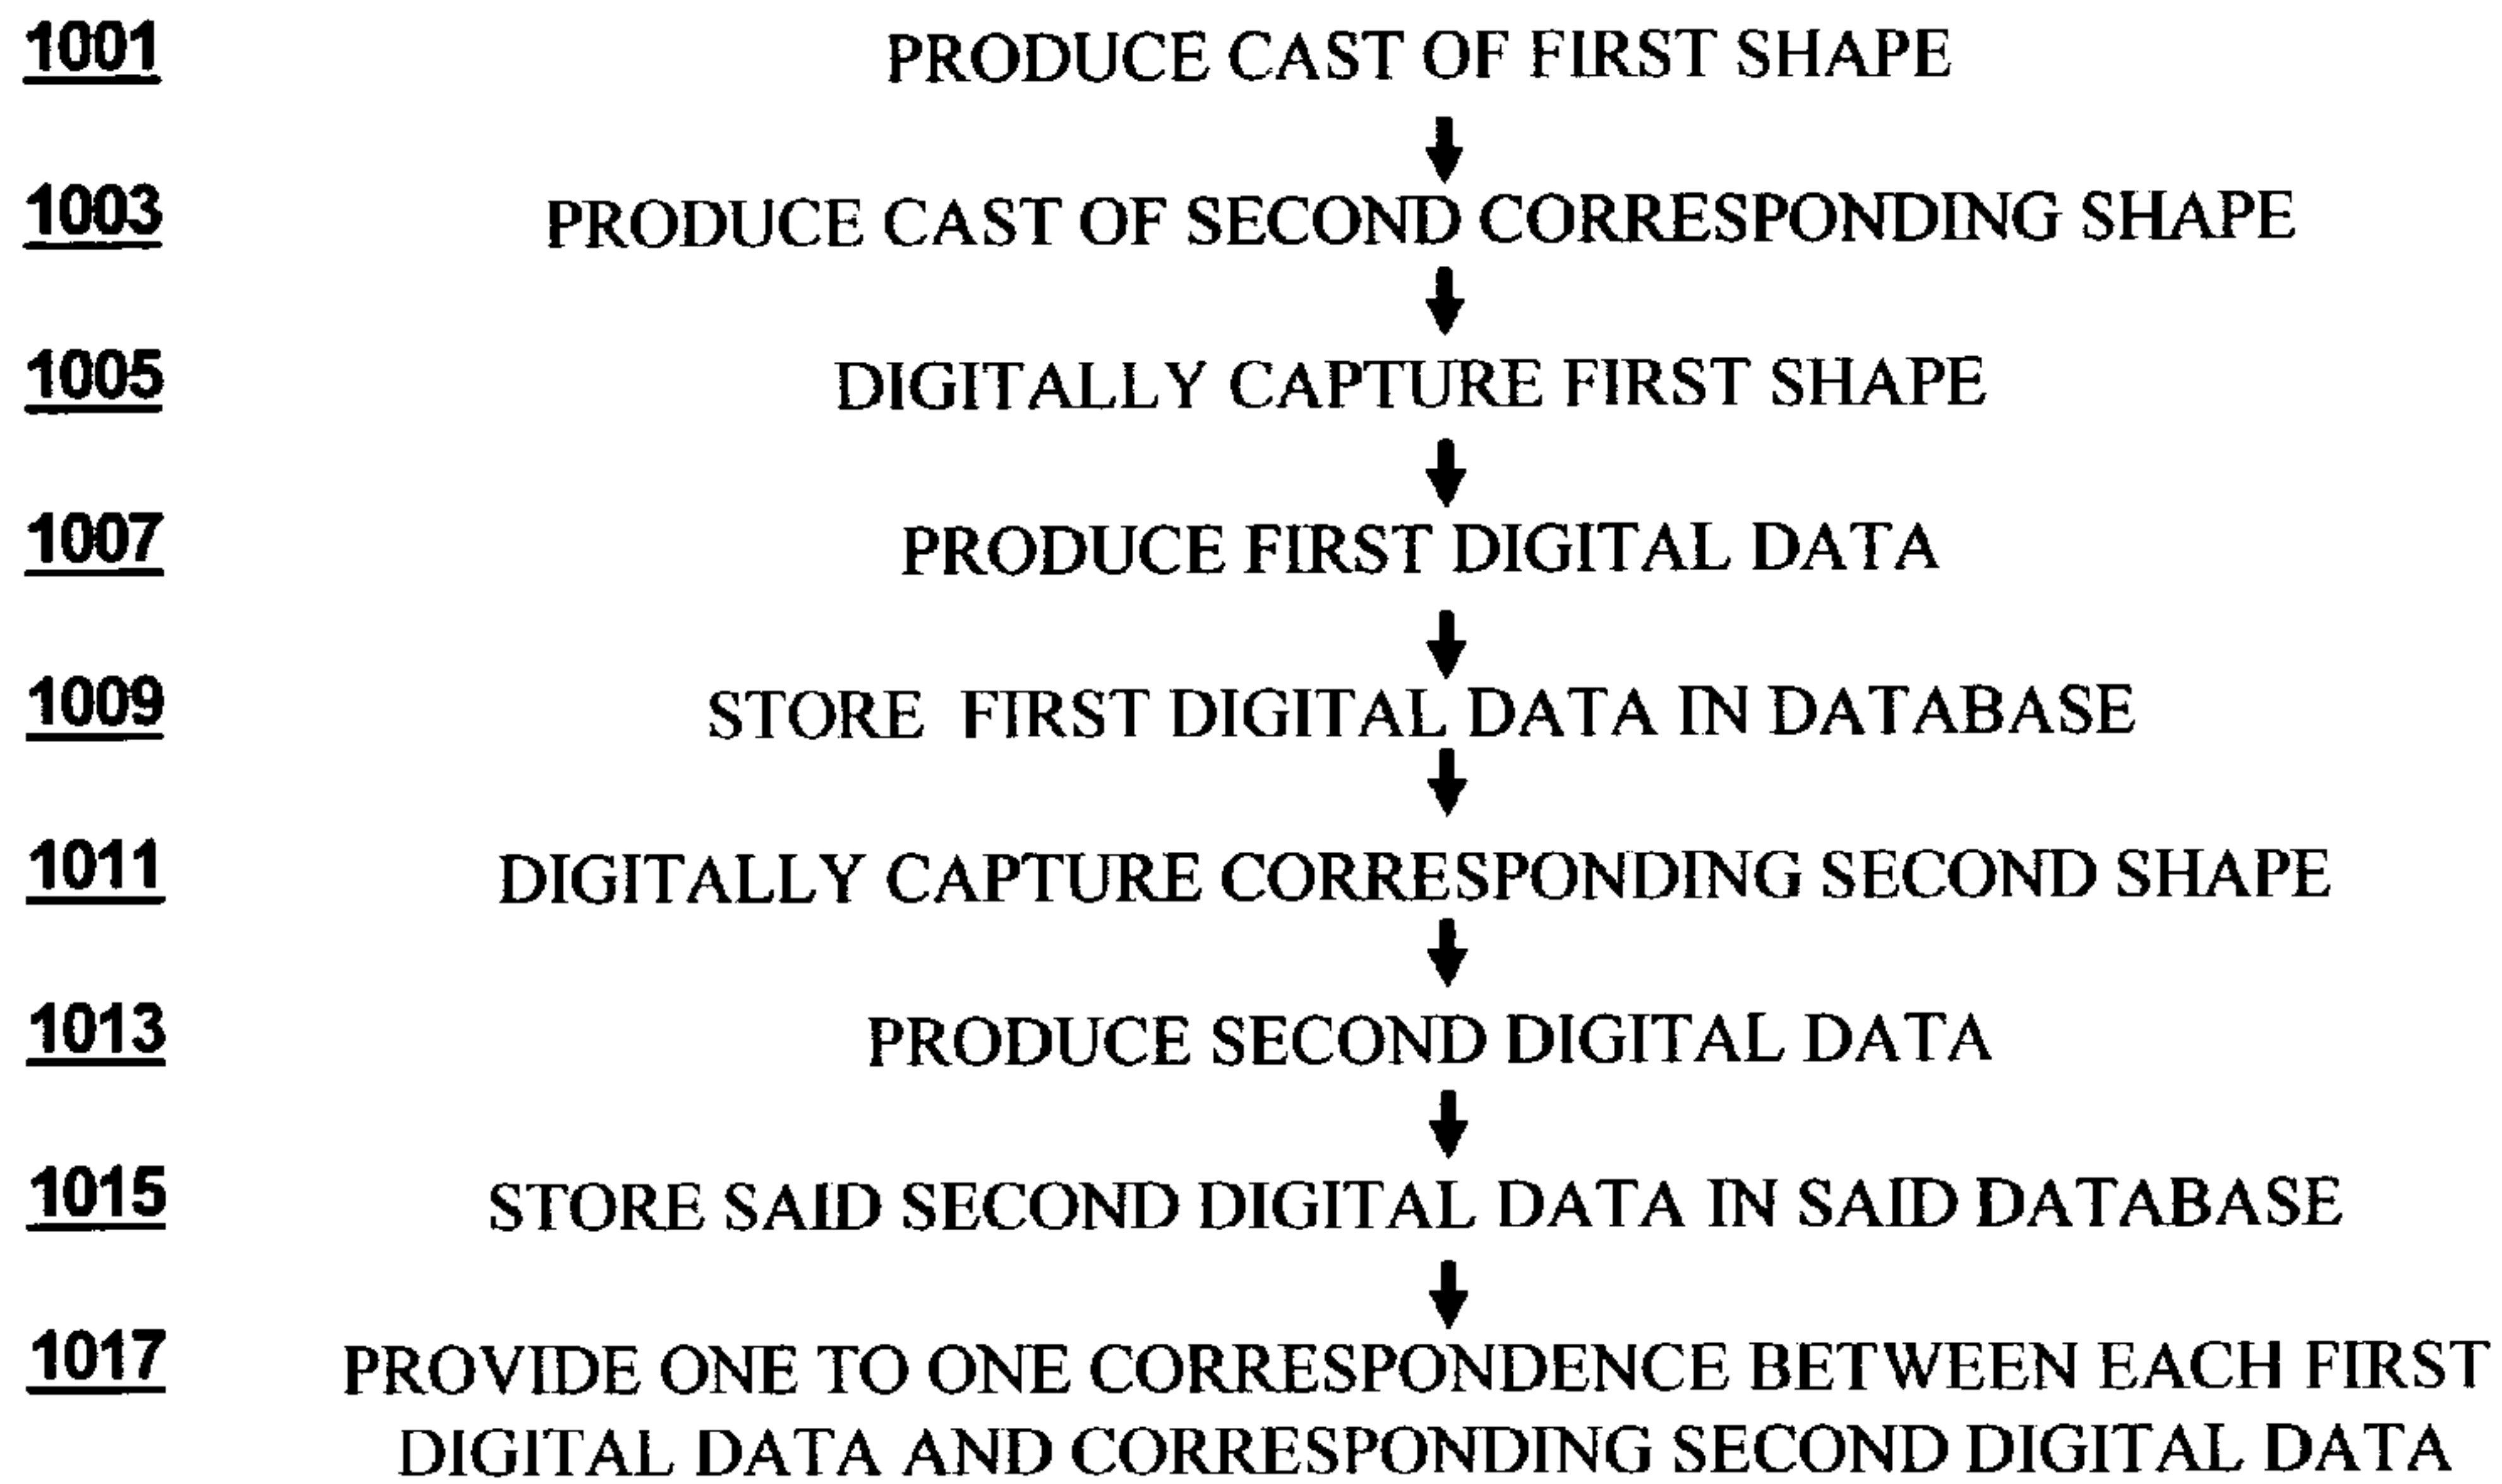 1001 PRODUCE CAST OF FIRST SHAPE
1003 PRODUCE CAST OF SECOND CORRESPONDING SHAPE
1005 DIGITALLY CAPTURE FIRST SHAPE
1007 PRODUCE FIRST DIGITAL DATA
1009 STORE FIRST DIGITAL DATA IN DATABASE
1011 DIGITALLY CAPTURE CORRESPONDING SECOND SHAPE
1013 PRODUCE SECOND DIGITAL DATA
1015 STORE SAID SECOND DIGITAL DATA IN SAID DATABASE
1017 PROVIDE ONE TO ONE CORRESPONDENCE BETWEEN EACH FIRST
DIGITAL DATA AND CORRESPONDING SECOND DIGITAL DATA